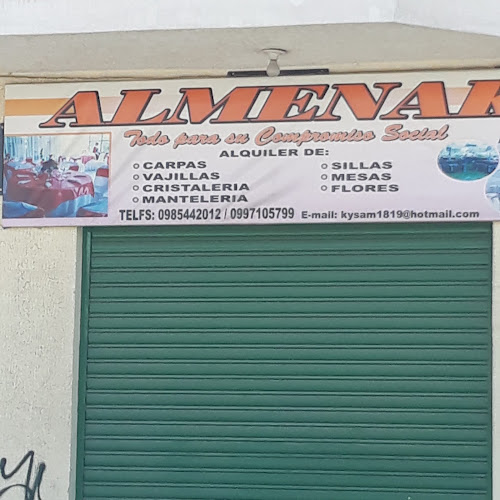 ALMENAR
Todo para su Compromiso Social
ALQUILER DE:
○ CARPAS
○ VAJILLAS
○ CRISTALERIA
○ MANTELERIA
○ SILLAS
○ MESAS
○ FLORES
TELFS: 0985442012 / 0997105799 E-mail: kysam1819@hotmail.com